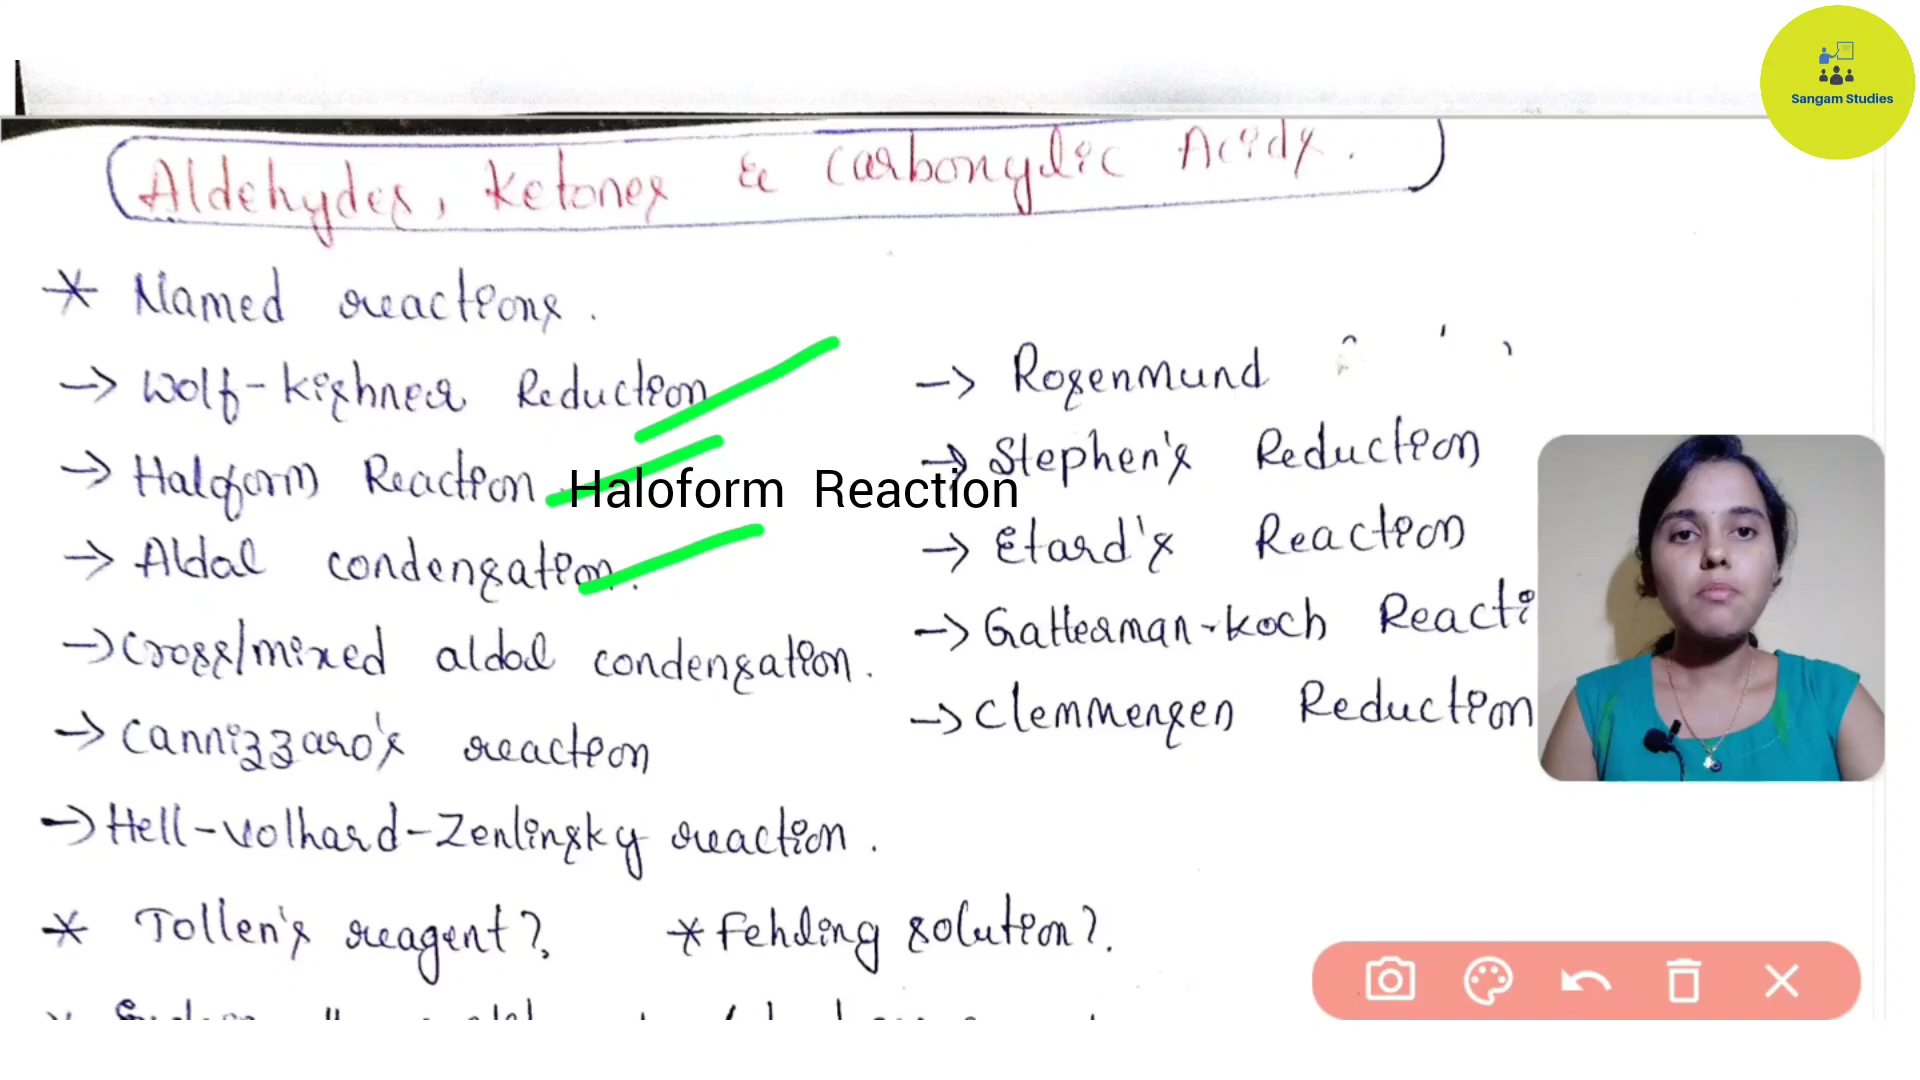 Sangam Studies
Aldehydes, Ketones & Carbonylic Acids.
* Named reactions.
→ Wolf-kishner Reduction
→ Haloform Reaction
Haloform Reaction
→ Aldal condensation.
→ Cross/mixed aldol condensation.
→ Cannizzaro's reaction
→ Hell-Volhard-Zenlinsky reaction.
→ Rosenmund
→ Stephen's Reduction
→ Etard's Reaction
→ Gatterman-koch Reacti
→ Clemmensen Reduction
* Tollen's reagent? * Fehling solution?.